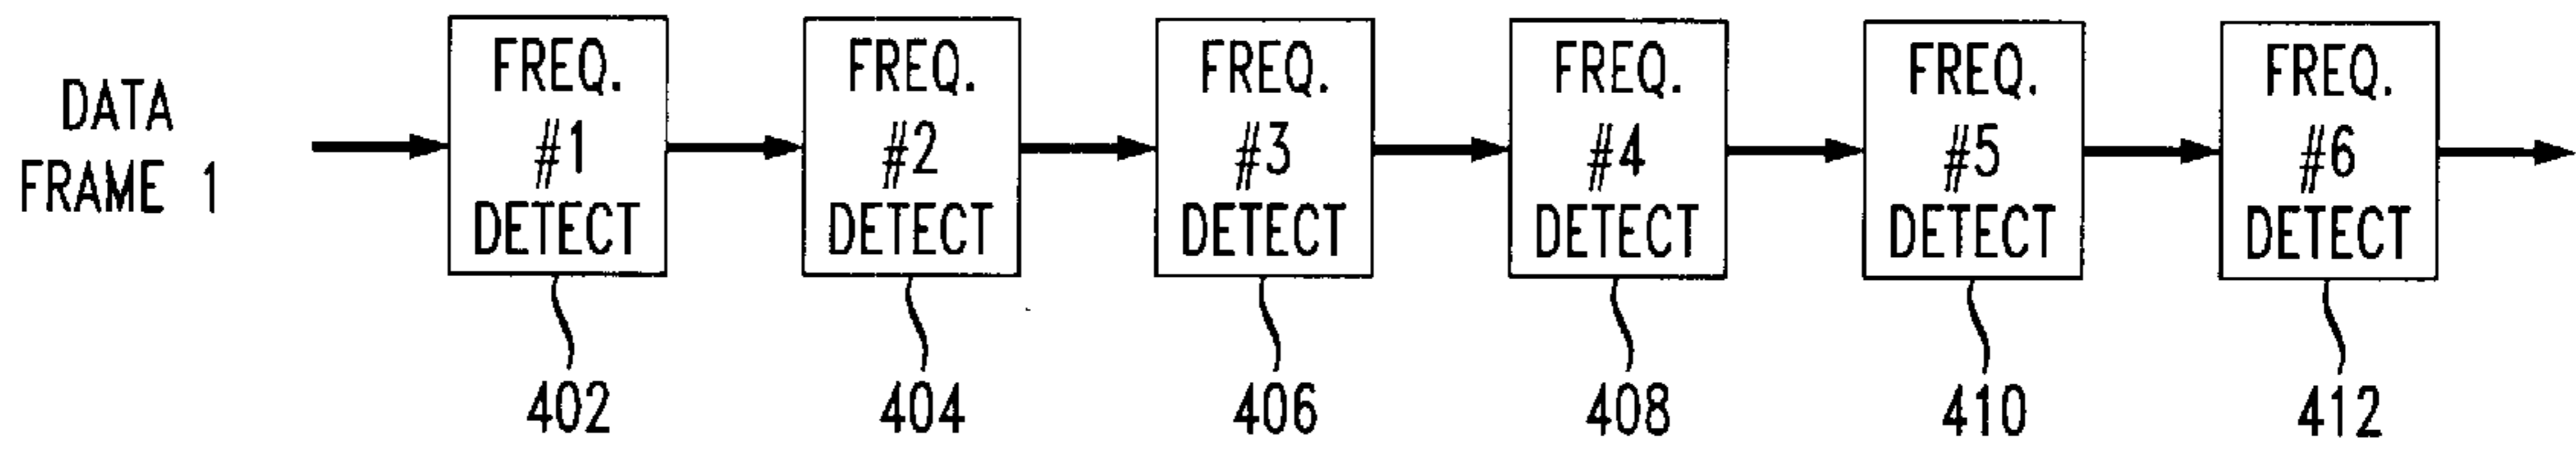 DATA
FRAME 1
FREQ.
#1
DETECT
FREQ.
#2
DETECT
FREQ.
#3
DETECT
FREQ.
#4
DETECT
FREQ.
#5
DETECT
FREQ.
#6
DETECT
402
404
406
408
410
412